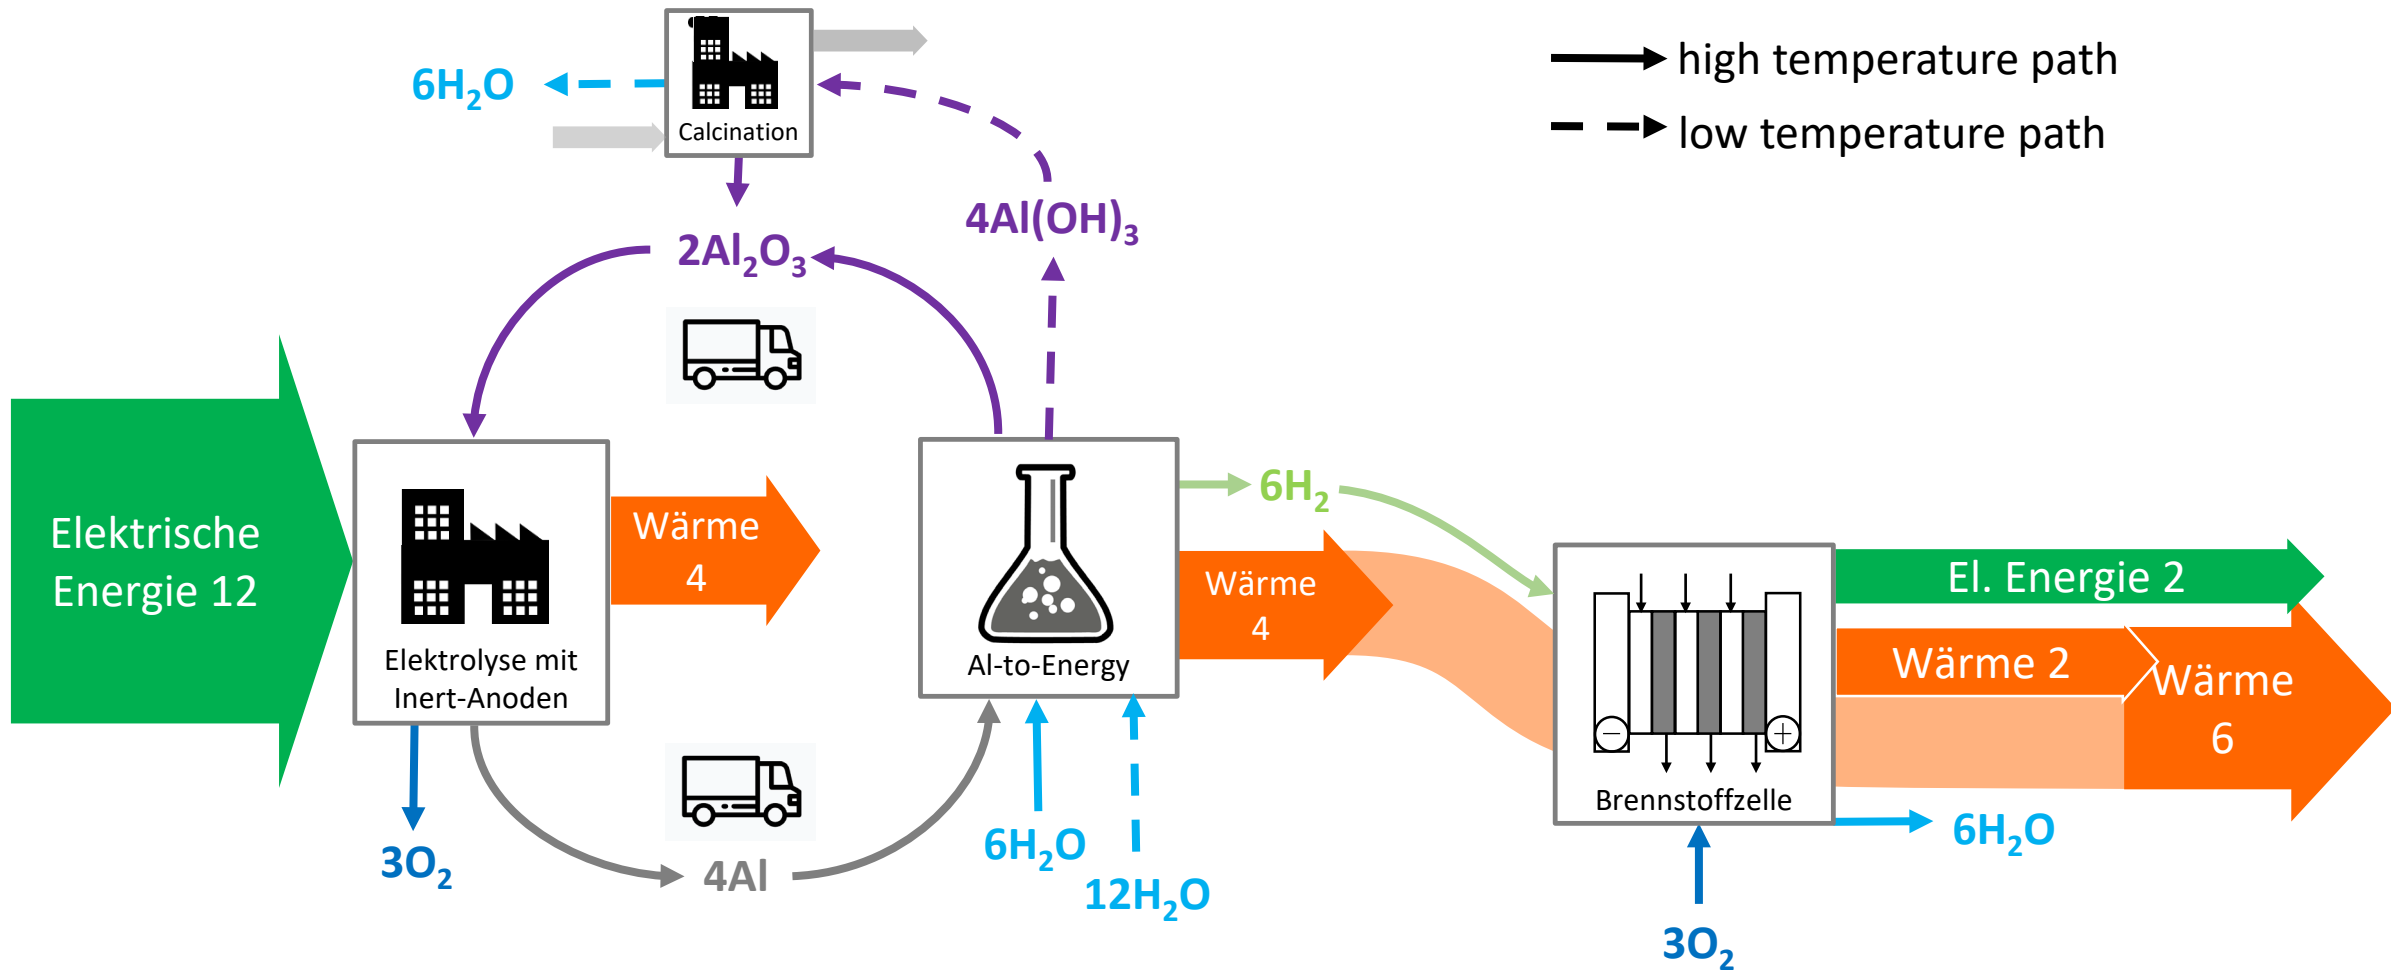 high temperature path
low temperature path
6H₂O
Calcination
4Al(OH)₃
2Al₂O₃
Elektrische
Energie 12
Wärme
4
Elektrolyse mit
Inert-Anoden
Al-to-Energy
6H₂
Wärme
4
El. Energie 2
Wärme 2
Wärme
6
− +
Brennstoffzelle
6H₂O
3O₂
4Al
6H₂O
12H₂O
3O₂